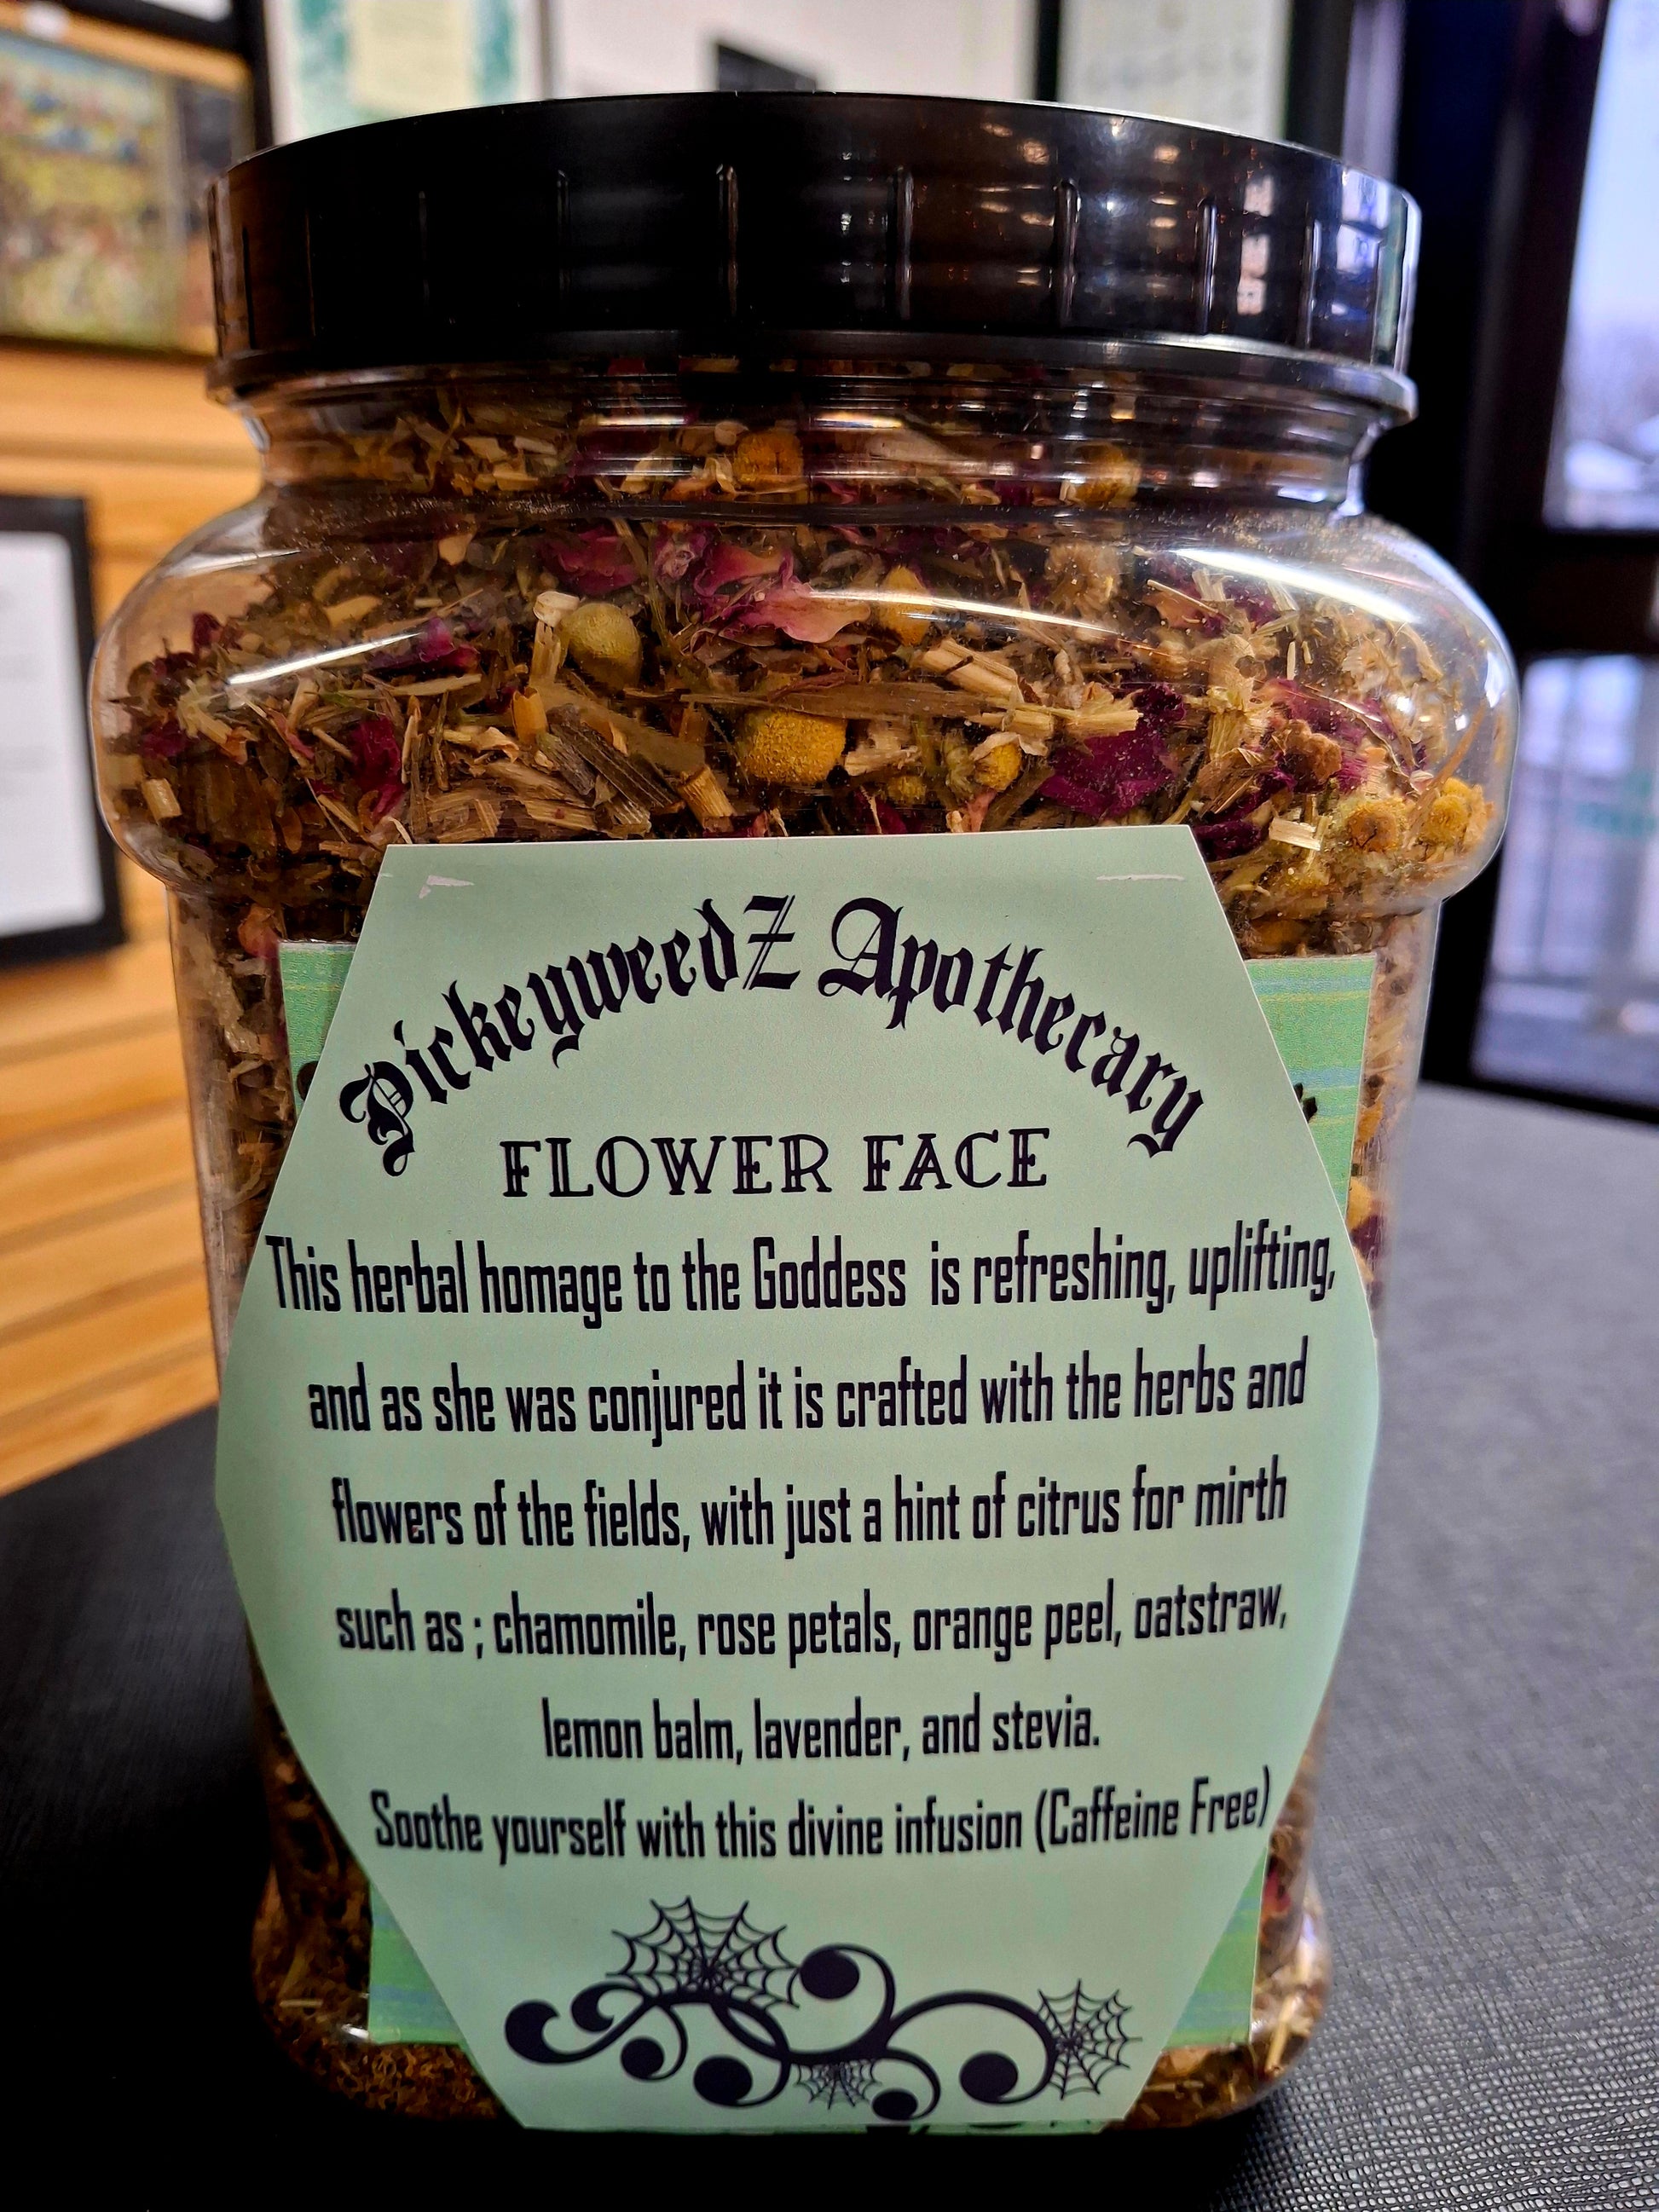 PickeyweedZ Apothecary
FLOWER FACE
This herbal homage to the Goddess is refreshing, uplifting,
and as she was conjured it is crafted with the herbs and
flowers of the fields, with just a hint of citrus for mirth
such as ; chamomile, rose petals, orange peel, oatstraw,
lemon balm, lavender, and stevia.
Soothe yourself with this divine infusion (Caffeine Free)